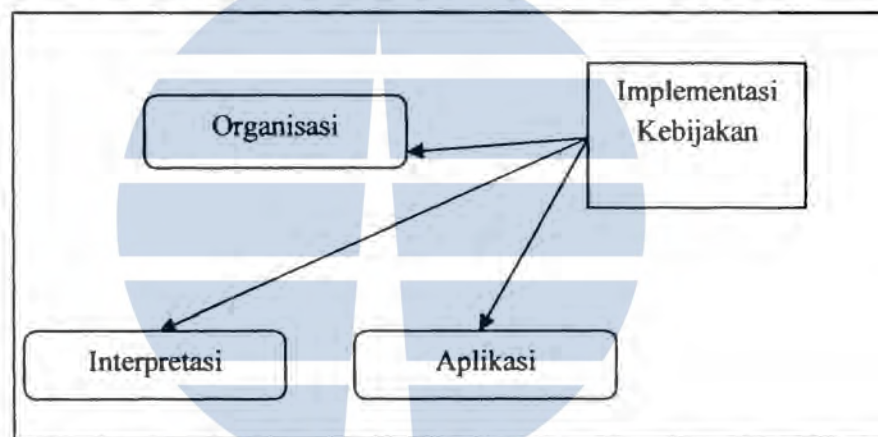 Implementasi
Kebijakan
Organisasi
Interpretasi
Aplikasi